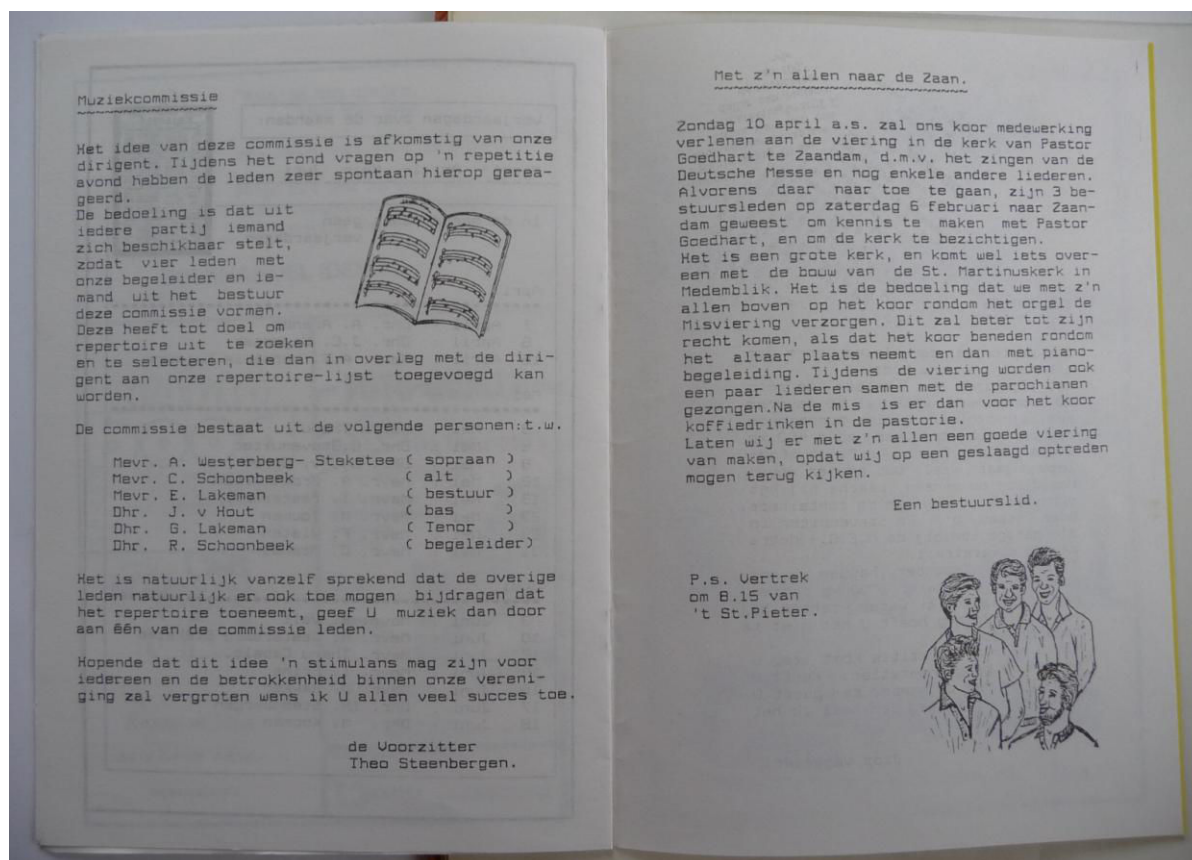 Muziekcommissie
Het idee van deze commissie is afkomstig van onze
dirigent. Tijdens het rond vragen op 'n repetitie
avond hebben de leden zeer spontaan hierop gerea-
geerd.
De bedoeling is dat uit
iedere partij iemand
zich beschikbaar stelt,
zodat vier leden met
onze begeleider en ie-
mand uit het bestuur
deze commissie vormen.
Deze heeft tot doel om
repertoire uit te zoeken
en te selecteren, die dan in overleg met de diri-
gent aan onze repertoire-lijst toegevoegd kan
worden.
De commissie bestaat uit de volgende personen:t.w.
Mevr. A. Westerberg- Steketee ( sopraan )
Mevr. C. Schoonbeek ( alt )
Mevr. E. Lakeman ( bestuur )
Dhr. J. v Hout ( bas )
Dhr. G. Lakeman ( Tenor )
Dhr. R. Schoonbeek ( begeleider)
Het is natuurlijk vanzelf sprekend dat de overige
leden natuurlijk er ook toe mogen bijdragen dat
het repertoire toeneemt, geef U muziek dan door
aan één van de commissie leden.
Hopende dat dit idee 'n stimulans mag zijn voor
iedereen en de betrokkenheid binnen onze vereni-
ging zal vergroten wens ik U allen veel succes toe.
de Voorzitter
Theo Steenbergen.
Met z'n allen naar de Zaan.
Zondag 10 april a.s. zal ons koor medewerking
verlenen aan de viering in de kerk van Pastor
Goedhart te Zaandam, d.m.v. het zingen van de
Deutsche Messe en nog enkele andere liederen.
Alvorens daar naar toe te gaan, zijn 3 be-
stuursleden op zaterdag 6 februari naar Zaan-
dam geweest om kennis te maken met Pastor
Goedhart, en om de kerk te bezichtigen.
Het is een grote kerk, en komt wel iets over-
een met de bouw van de St. Martinuskerk in
Medemblik. Het is de bedoeling dat we met z'n
allen boven op het koor rondom het orgel de
Misviering verzorgen. Dit zal beter tot zijn
recht komen, als dat het koor beneden rondom
het altaar plaats neemt en dan met piano-
begeleiding. Tijdens de viering worden ook
een paar liederen samen met de parochianen
gezongen.Na de mis is er dan voor het koor
koffiedrinken in de pastorie.
Laten wij er met z'n allen een goede viering
van maken, opdat wij op een geslaagd optreden
mogen terug kijken.
Een bestuurslid.
P.s. Vertrek
om 8.15 van
't St.Pieter.